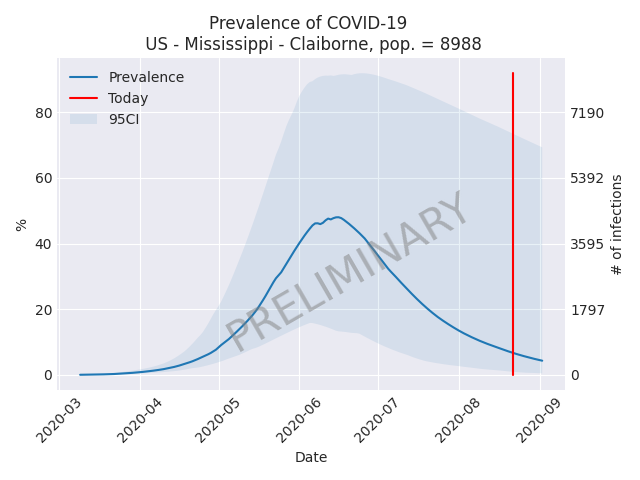 Prevalence of COVID-19
US - Mississippi - Claiborne, pop. = 8988
Prevalence
Today
95CI
PRELIMINARY
%
80
60
40
20
0
# of infections
7190
5392
3595
1797
0
2020-03
2020-04
2020-05
2020-06
2020-07
2020-08
2020-09
Date